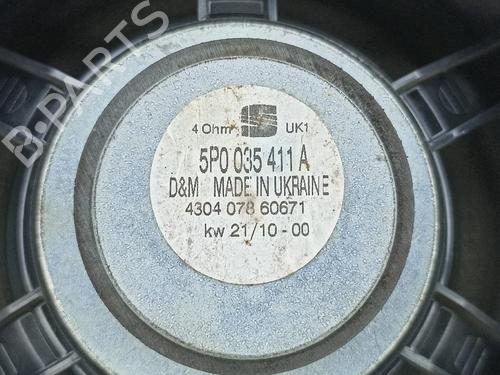 4 Ohm UK1
5P0 035 411 A
D&M MADE IN UKRAINE
4304 078 60671
kw 21/10 - 00
B-PARTS